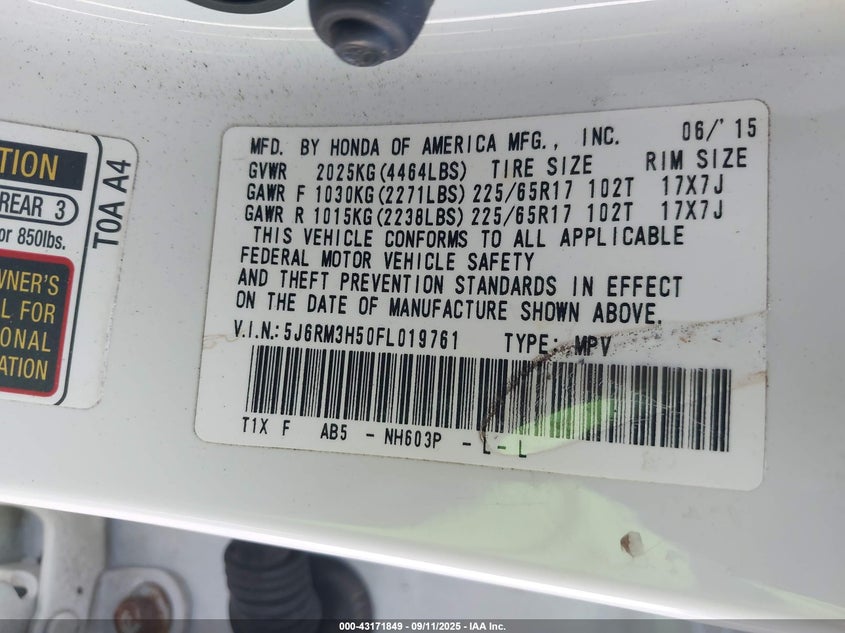 TION
REAR 3
or 850lbs.
WNER'S
L FOR
ONAL
ATION
T0A A4
MFD. BY HONDA OF AMERICA MFG., INC. 06/'15
GVWR 2025KG(4464LBS) TIRE SIZE RIM SIZE
GAWR F 1030KG(2271LBS) 225/65R17 102T 17X7J
GAWR R 1015KG(2238LBS) 225/65R17 102T 17X7J
THIS VEHICLE CONFORMS TO ALL APPLICABLE
FEDERAL MOTOR VEHICLE SAFETY
AND THEFT PREVENTION STANDARDS IN EFFECT
ON THE DATE OF MANUFACTURE SHOWN ABOVE.
V.I.N.: 5J6RM3H50FL019761 TYPE: MPV
T1X F AB5 - NH603P - L - L
000-43171849 - 09/11/2025 - IAA Inc.